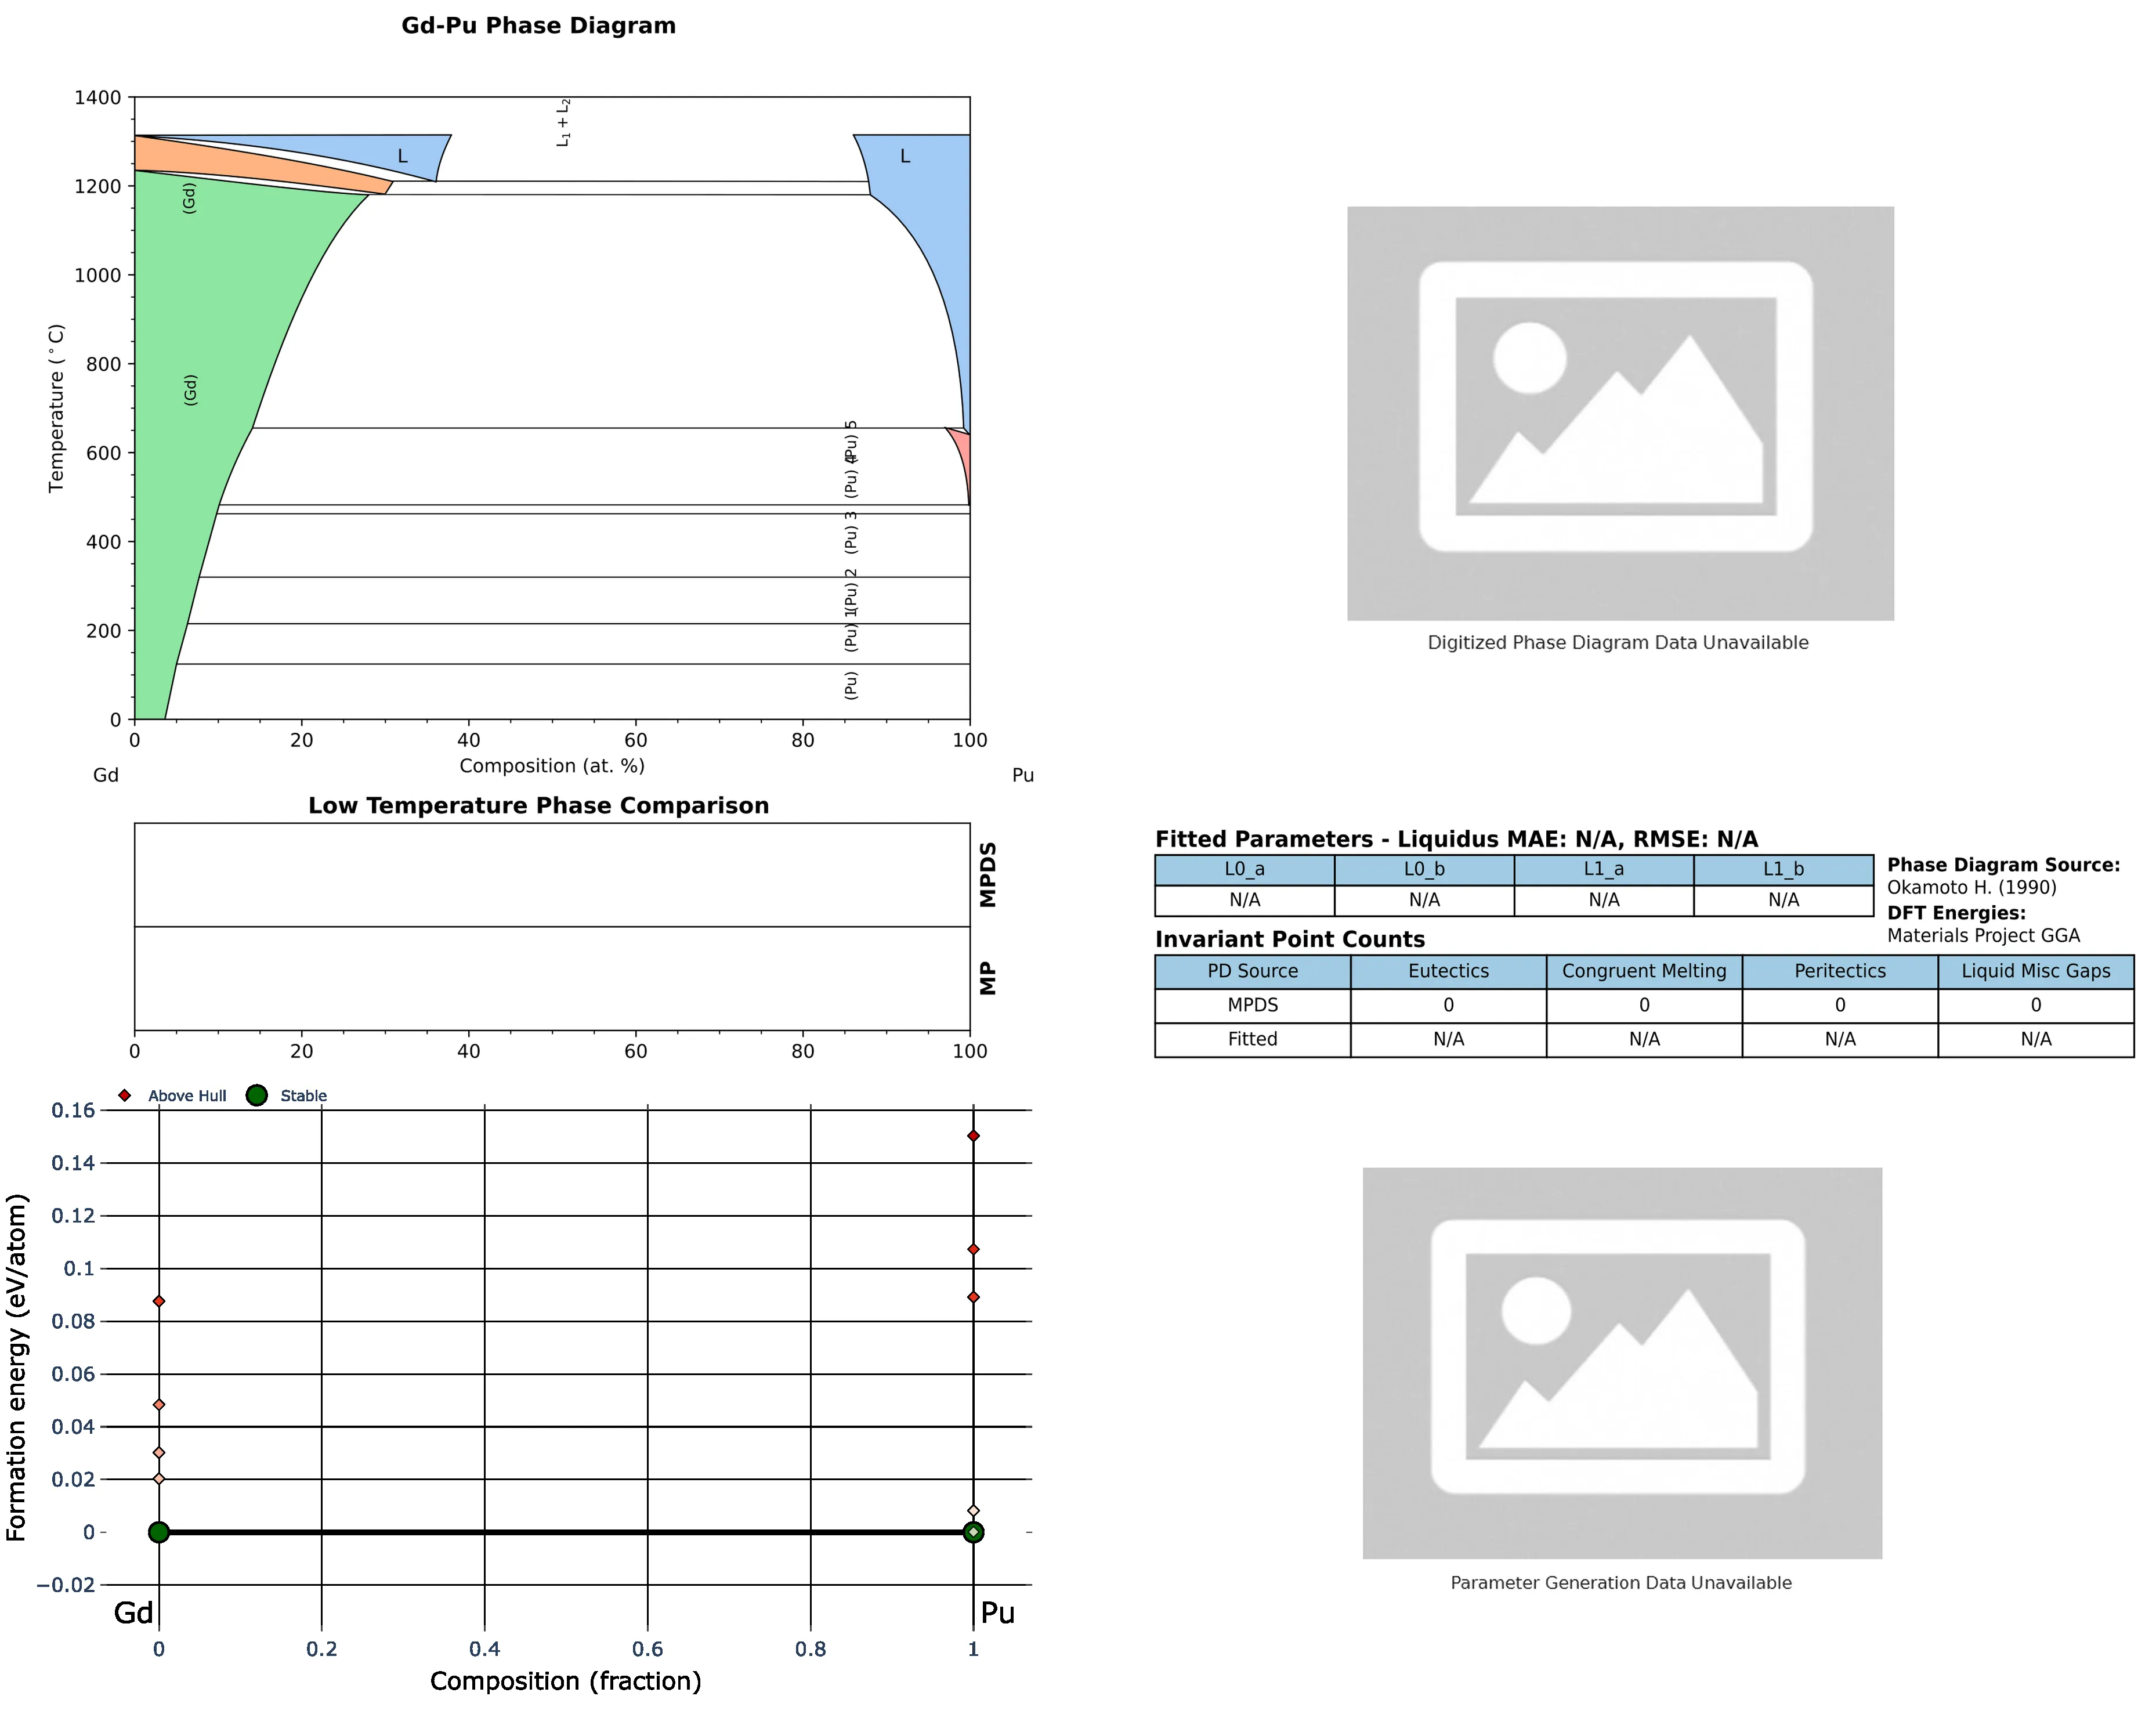 Gd-Pu Phase Diagram
1400
1200
1000
800
600
400
200
0
Temperature (°C)
L
L₁ + L₂
L
(Gd)
(Gd)
(Pu) 5
(Pu) 4
(Pu) 3
(Pu) 2
(Pu) 1
(Pu)
0 20 40 60 80 100
Composition (at. %)
Gd Pu
Digitized Phase Diagram Data Unavailable
Low Temperature Phase Comparison
MPDS
MP
0 20 40 60 80 100
Fitted Parameters - Liquidus MAE: N/A, RMSE: N/A
L0_a L0_b L1_a L1_b
N/A N/A N/A N/A
Phase Diagram Source:
Okamoto H. (1990)
DFT Energies:
Materials Project GGA
Invariant Point Counts
PD Source Eutectics Congruent Melting Peritectics Liquid Misc Gaps
MPDS 0 0 0 0
Fitted N/A N/A N/A N/A
Above Hull Stable
0.16
0.14
0.12
0.1
0.08
0.06
0.04
0.02
0
−0.02
Formation energy (eV/atom)
Gd Pu
0 0.2 0.4 0.6 0.8 1
Composition (fraction)
Parameter Generation Data Unavailable